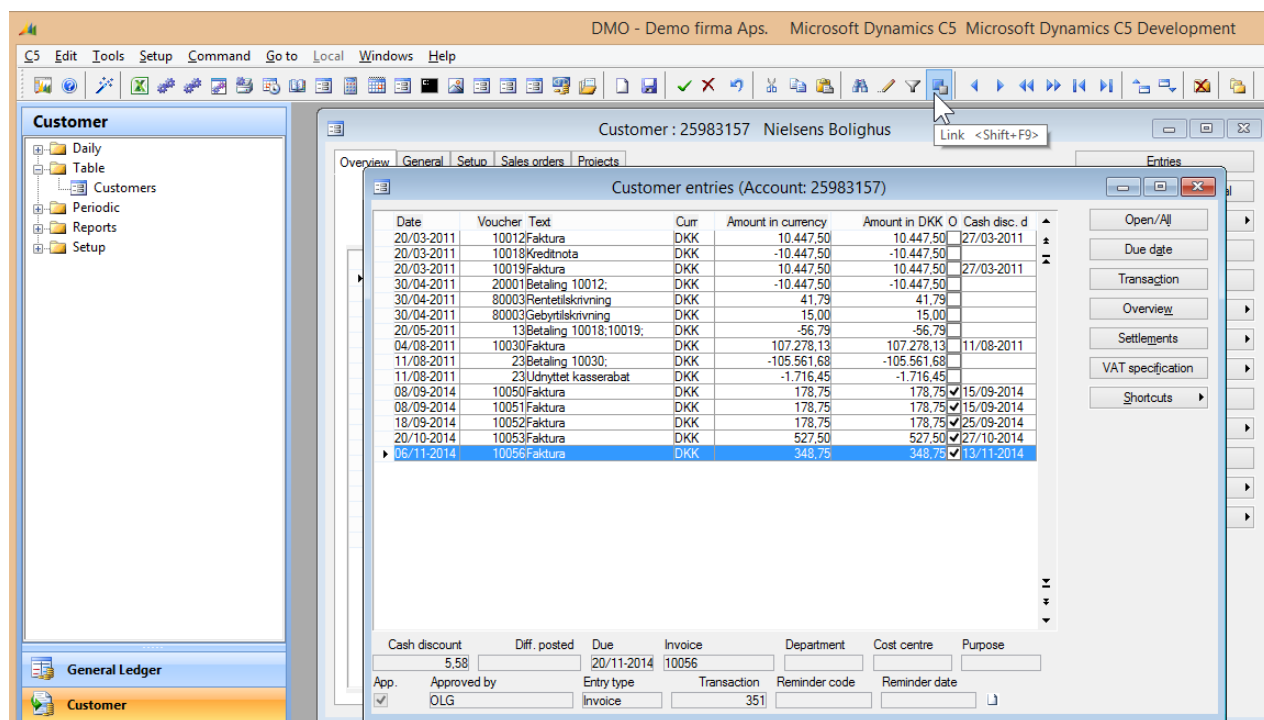 DMO - Demo firma Aps. Microsoft Dynamics C5 Microsoft Dynamics C5 Development
C5 Edit Tools Setup Command Go to Local Windows Help
Link <Shift+F9>
Customer
Daily
Table
Customers
Periodic
Reports
Setup
General Ledger
Customer
Customer : 25983157 Nielsens Bolighus
Overview General Setup Sales orders Projects
Entries
Customer entries (Account: 25983157)
Date Voucher Text Curr Amount in currency Amount in DKK O Cash disc. d
20/03-2011 10012 Faktura DKK 10.447,50 10.447,50 27/03-2011
20/03-2011 10018 Kreditnota DKK -10.447,50 -10.447,50
20/03-2011 10019 Faktura DKK 10.447,50 10.447,50 27/03-2011
30/04-2011 20001 Betaling 10012; DKK -10.447,50 -10.447,50
30/04-2011 80003 Rentetilskrivning DKK 41,79 41,79
30/04-2011 80003 Gebyrtilskrivning DKK 15,00 15,00
20/05-2011 13 Betaling 10018;10019; DKK -56,79 -56,79
04/08-2011 10030 Faktura DKK 107.278,13 107.278,13 11/08-2011
11/08-2011 23 Betaling 10030; DKK -105.561,68 -105.561,68
11/08-2011 23 Udnyttet kasserabat DKK -1.716,45 -1.716,45
08/09-2014 10050 Faktura DKK 178,75 178,75 15/09-2014
08/09-2014 10051 Faktura DKK 178,75 178,75 15/09-2014
18/09-2014 10052 Faktura DKK 178,75 178,75 25/09-2014
20/10-2014 10053 Faktura DKK 527,50 527,50 27/10-2014
06/11-2014 10056 Faktura DKK 348,75 348,75 13/11-2014
Open/All
Due date
Transaction
Overview
Settlements
VAT specification
Shortcuts
Cash discount Diff. posted Due Invoice Department Cost centre Purpose
5,58 20/11-2014 10056
App. Approved by Entry type Transaction Reminder code Reminder date
OLG Invoice 351